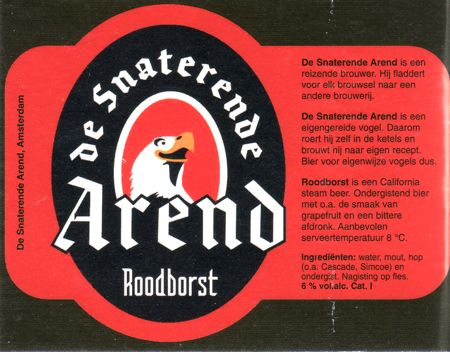 De Snaterende Arend, Amsterdam
de Snaterende
Arend
Roodborst
De Snaterende Arend is een
reizende brouwer. Hij fladdert
voor elk brouwsel naar een
andere brouwerij.
De Snaterende Arend is een
eigengereide vogel. Daarom
roert hij zelf in de ketels en
brouwt hij naar eigen recept.
Bier voor eigenwijze vogels dus.
Roodborst is een California
steam beer. Ondergistend bier
met o.a. de smaak van
grapefruit en een bittere
afdronk. Aanbevolen
serveertemperatuur 8 °C.
Ingrediënten: water, mout, hop
(o.a. Cascade, Simcoe) en
ondergist. Nagisting op fles.
6 % vol.alc. Cat. I